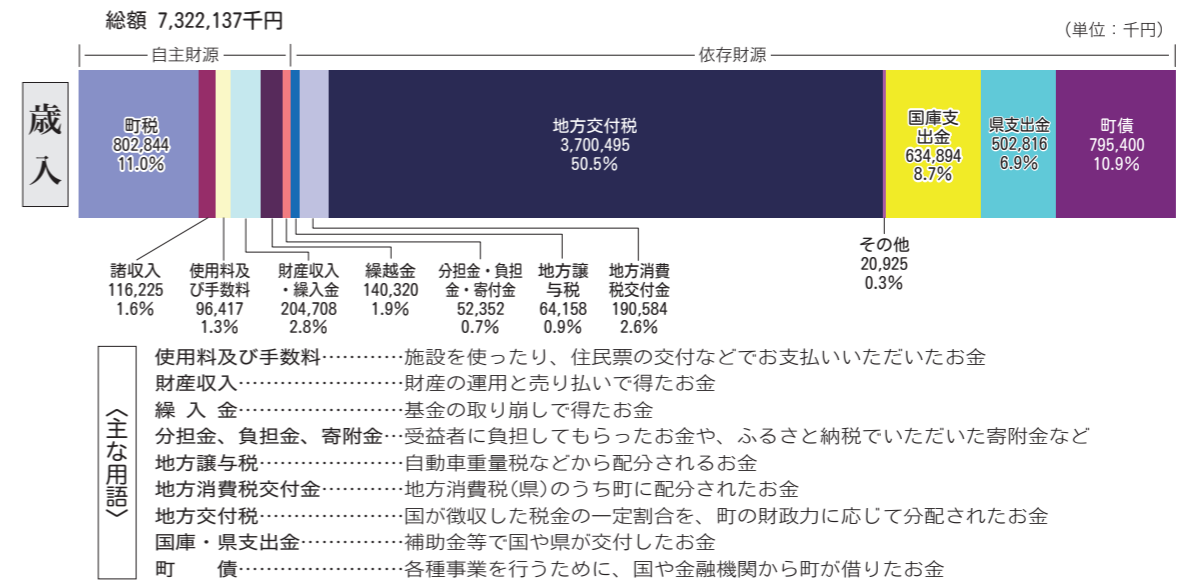 総額 7,322,137千円
(単位：千円)
自主財源
依存財源
歳入
町税
802,844
11.0%
地方交付税
3,700,495
50.5%
国庫支
出金
634,894
8.7%
県支出金
502,816
6.9%
町債
795,400
10.9%
諸収入
116,225
1.6%
使用料及
び手数料
96,417
1.3%
財産収入
・繰入金
204,708
2.8%
繰越金
140,320
1.9%
分担金・負担
金・寄付金
52,352
0.7%
地方譲
与税
64,158
0.9%
地方消費
税交付金
190,584
2.6%
その他
20,925
0.3%
〈主な用語〉
使用料及び手数料…………施設を使ったり、住民票の交付などでお支払いいただいたお金
財産収入……………………財産の運用と売り払いで得たお金
繰 入 金……………………基金の取り崩しで得たお金
分担金、負担金、寄附金…受益者に負担してもらったお金や、ふるさと納税でいただいた寄附金など
地方譲与税…………………自動車重量税などから配分されるお金
地方消費税交付金…………地方消費税(県)のうち町に配分されたお金
地方交付税…………………国が徴収した税金の一定割合を、町の財政力に応じて分配されたお金
国庫・県支出金……………補助金等で国や県が交付したお金
町　　債……………………各種事業を行うために、国や金融機関から町が借りたお金